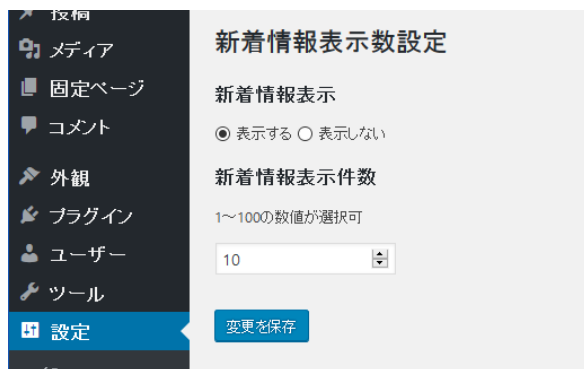 投稿
メディア
固定ページ
コメント
外観
プラグイン
ユーザー
ツール
設定
新着情報表示数設定
新着情報表示
表示する 表示しない
新着情報表示件数
1～100の数値が選択可
10
変更を保存